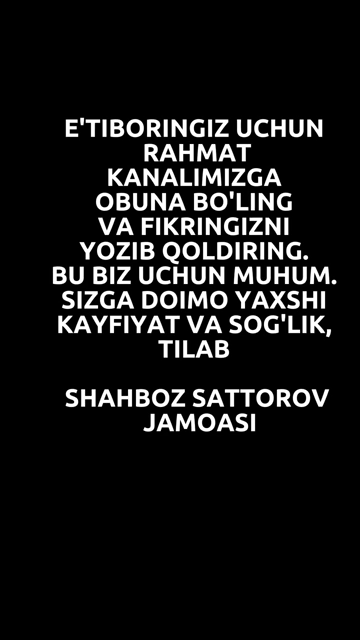 E'TIBORINGIZ UCHUN
RAHMAT
KANALIMIZGA
OBUNA BO'LING
VA FIKRINGIZNI
YOZIB QOLDIRING.
BU BIZ UCHUN MUHUM.
SIZGA DOIMO YAXSHI
KAYFIYAT VA SOG'LIK,
TILAB
SHAHBOZ SATTOROV
JAMOASI